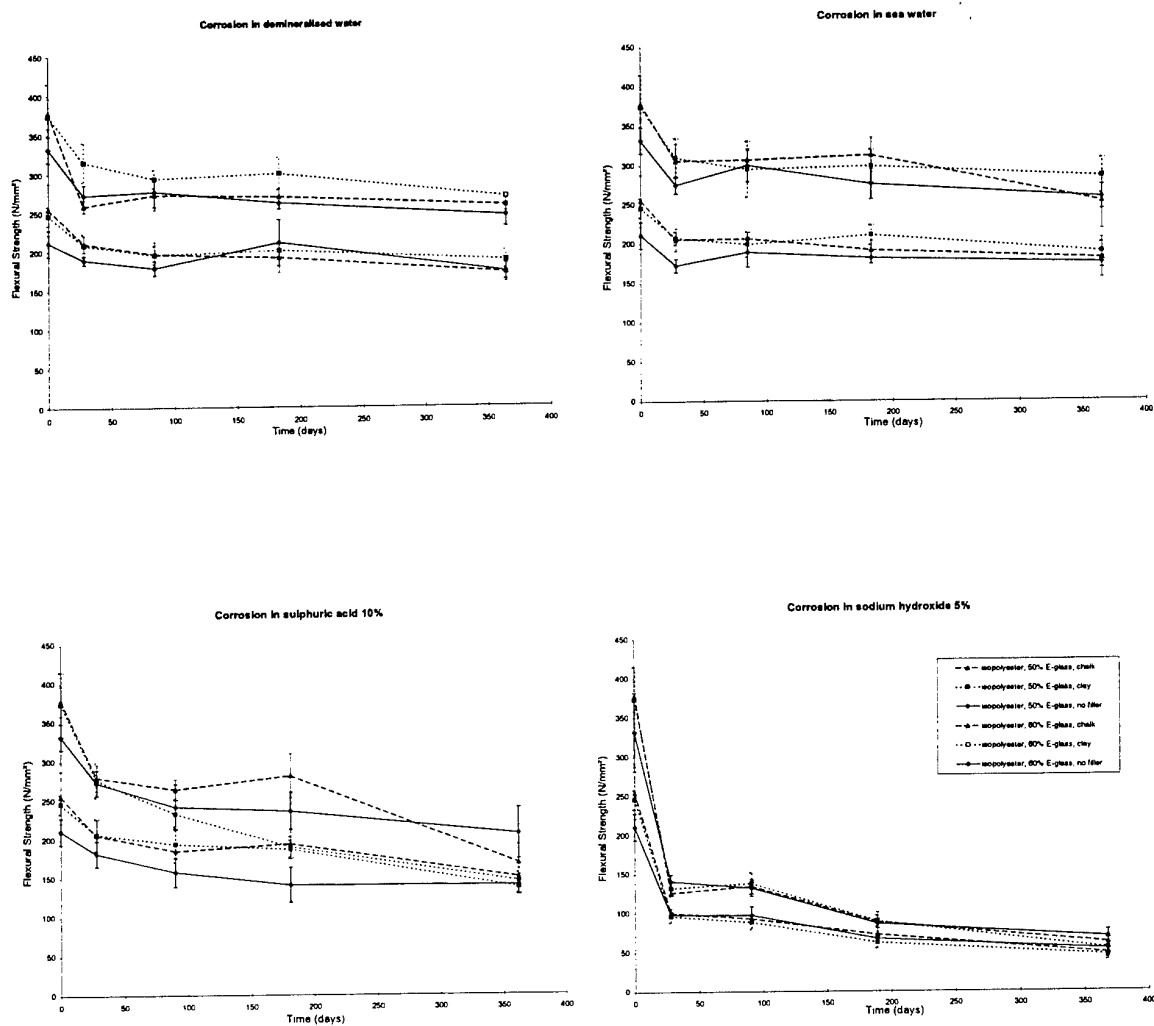 Corrosion in demineralised water
Flexural Strength (N/mm²)
450
400
350
300
250
200
150
100
50
0
0 50 100 150 200 250 300 350 400
Time (days)
Corrosion in sea water
Flexural Strength (N/mm²)
450
400
350
300
250
200
150
100
50
0
0 50 100 150 200 250 300 350 400
Time (days)
Corrosion in sulphuric acid 10%
Flexural Strength (N/mm²)
450
400
350
300
250
200
150
100
50
0
0 50 100 150 200 250 300 350 400
Time (days)
Corrosion in sodium hydroxide 5%
Flexural Strength (N/mm²)
450
400
350
300
250
200
150
100
50
0
0 50 100 150 200 250 300 350 400
Time (days)
isopolyester, 50% E-glass, chalk
isopolyester, 50% E-glass, clay
isopolyester, 50% E-glass, no filler
isopolyester, 60% E-glass, chalk
isopolyester, 60% E-glass, clay
isopolyester, 60% E-glass, no filler